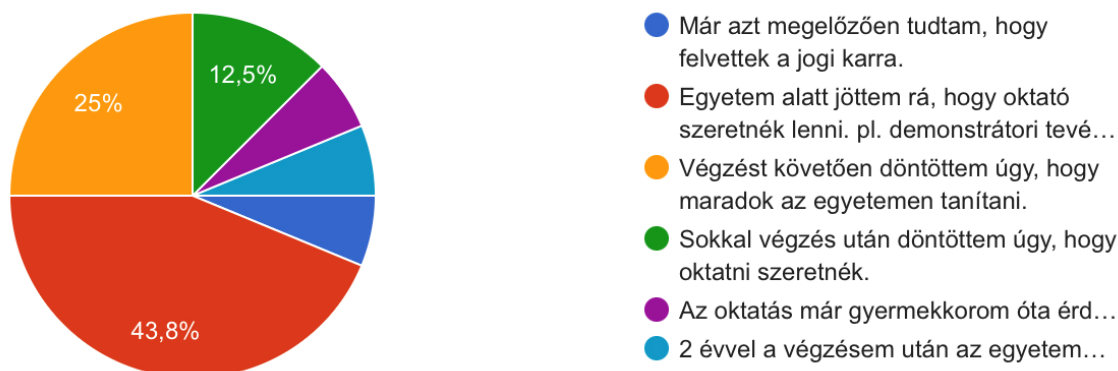 12,5%
25%
43,8%
Már azt megelőzően tudtam, hogy
felvettek a jogi karra.
Egyetem alatt jöttem rá, hogy oktató
szeretnék lenni. pl. demonstrátori tevé…
Végzést követően döntöttem úgy, hogy
maradok az egyetemen tanítani.
Sokkal végzés után döntöttem úgy, hogy
oktatni szeretnék.
Az oktatás már gyermekkorom óta érd…
2 évvel a végzésem után az egyetem…